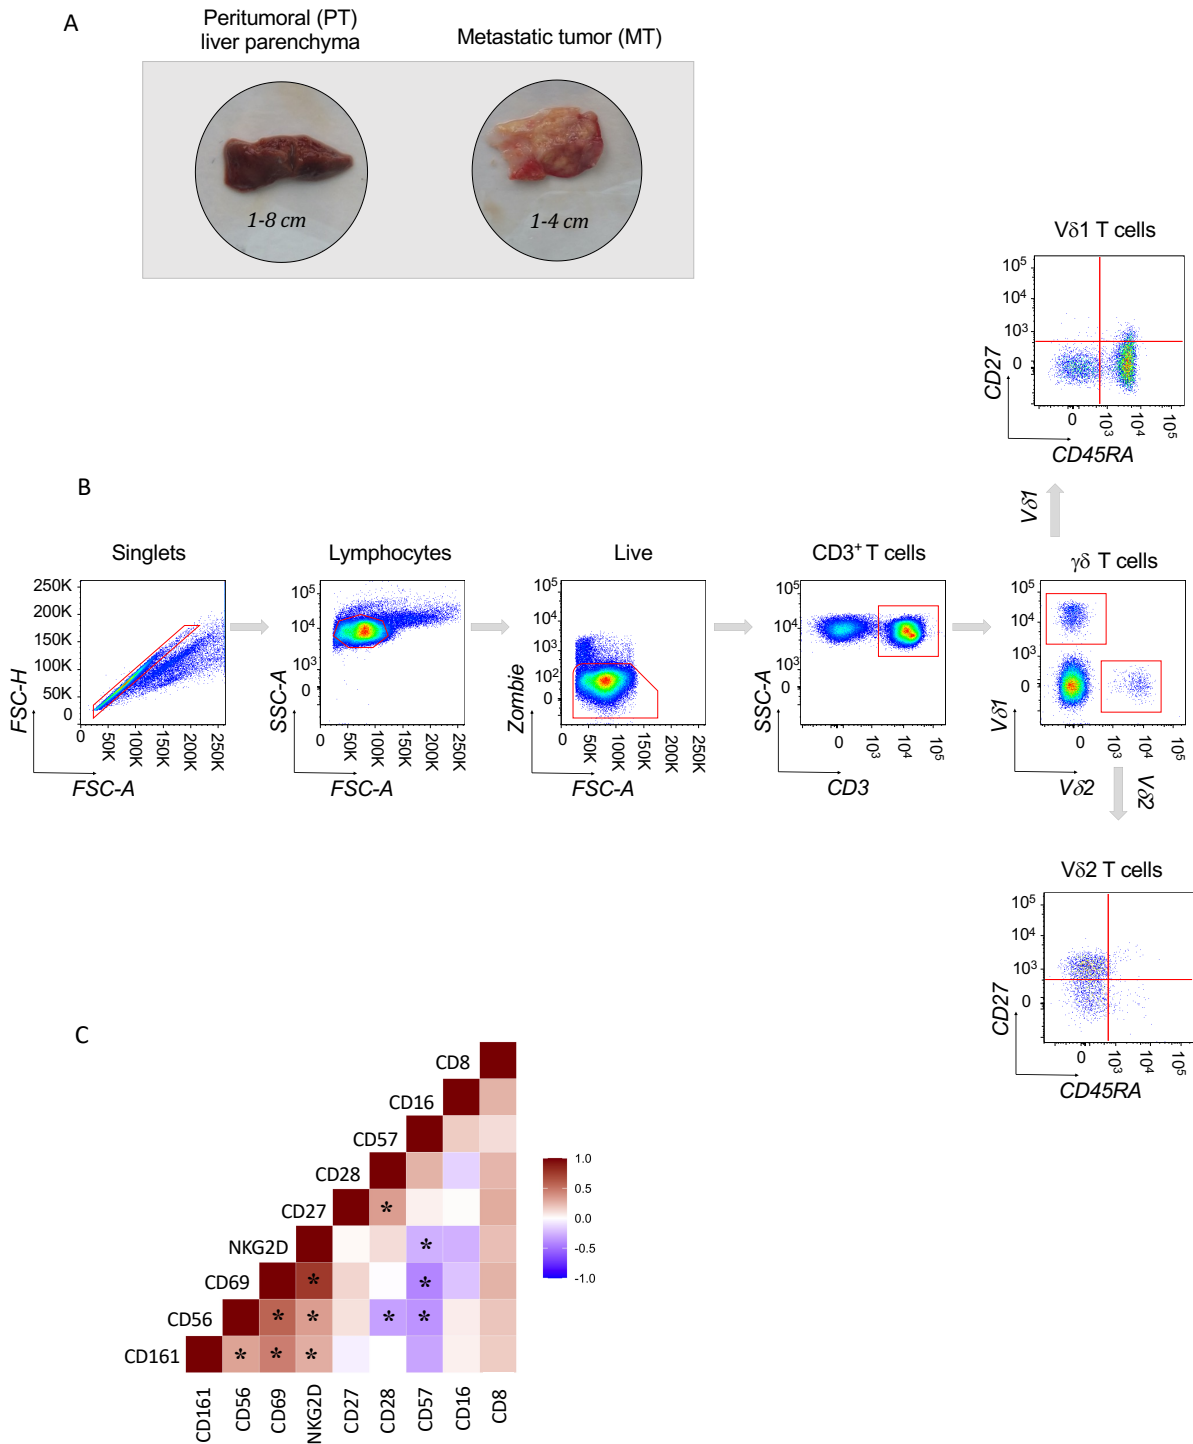 A
Peritumoral (PT)
liver parenchyma
Metastatic tumor (MT)
1-8 cm
1-4 cm
Vδ1 T cells
10⁵
10⁴
10³
0
CD27
0
10³
10⁴
10⁵
CD45RA
Vδ1
B
Singlets
250K
200K
150K
100K
50K
0
FSC-H
0
50K
100K
150K
200K
250K
FSC-A
Lymphocytes
10⁵
10⁴
10³
0
SSC-A
0
50K
100K
150K
200K
250K
FSC-A
Live
10⁵
10⁴
10³
10²
0
Zombie
0
50K
100K
150K
200K
250K
FSC-A
CD3⁺ T cells
10⁵
10⁴
10³
0
SSC-A
0
10³
10⁴
10⁵
CD3
γδ T cells
10⁵
10⁴
10³
0
Vδ1
0
10³
10⁴
10⁵
Vδ2
Vδ2
Vδ2 T cells
10⁵
10⁴
10³
0
CD27
0
10³
10⁴
10⁵
CD45RA
C
CD8
CD16
CD57
CD28
CD27
*
NKG2D
*
CD69
* *
CD56
* * * *
CD161
* * *
CD161
CD56
CD69
NKG2D
CD27
CD28
CD57
CD16
CD8
1.0
0.5
0.0
-0.5
-1.0